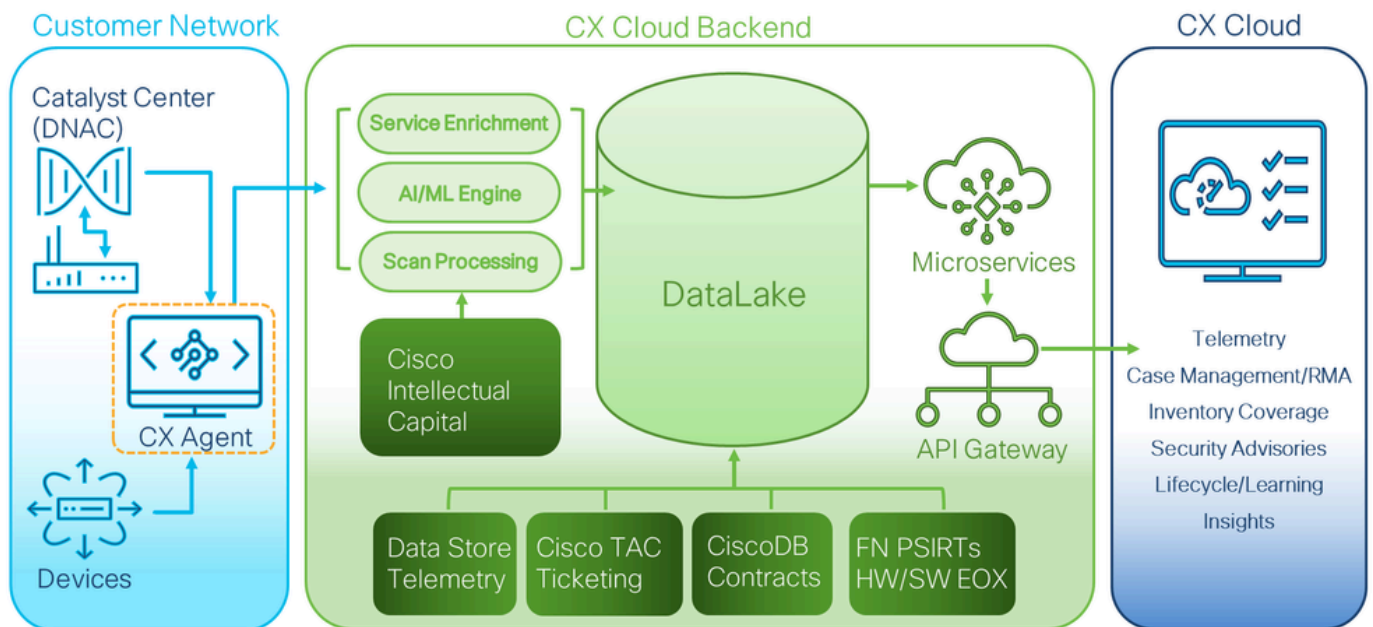 Customer Network
CX Cloud Backend
CX Cloud
Catalyst Center
(DNAC)
CX Agent
Devices
Service Enrichment
AI/ML Engine
Scan Processing
Cisco
Intellectual
Capital
DataLake
Microservices
API Gateway
Data Store
Telemetry
Cisco TAC
Ticketing
CiscoDB
Contracts
FN PSIRTs
HW/SW EOX
Telemetry
Case Management/RMA
Inventory Coverage
Security Advisories
Lifecycle/Learning
Insights